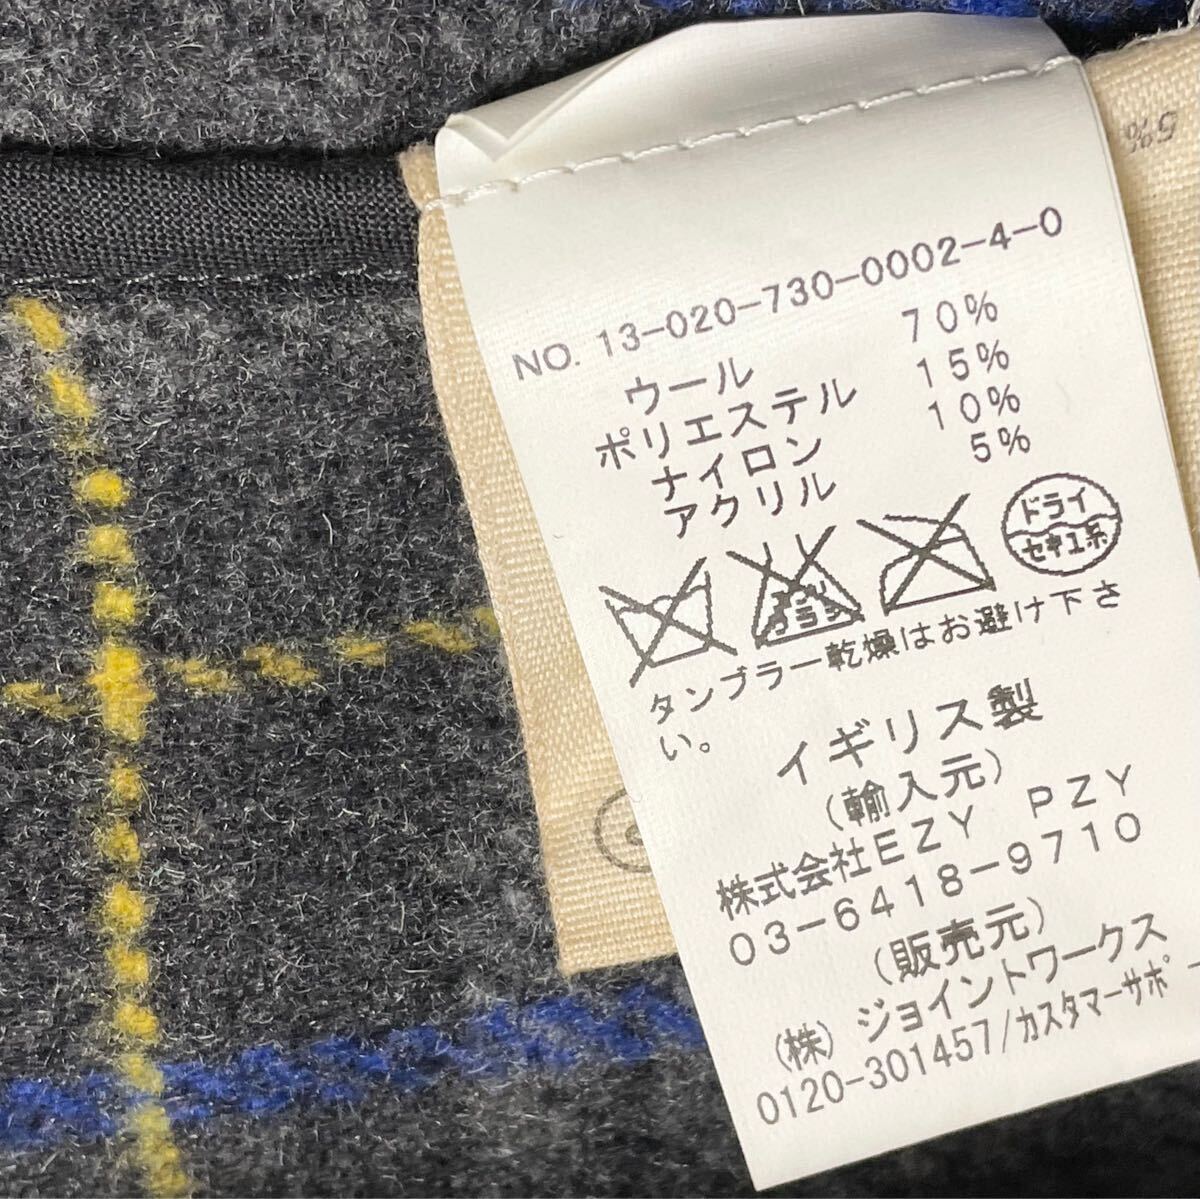 5%
NO. 13-020-730-0002-4-0
ウール 70%
ポリエステル 15%
ナイロン 10%
アクリル 5%
ドライ
セキユ系
タンブラー乾燥はお避け下さ
い。
イギリス製
(輸入元)
株式会社EZY PZY
03-6418-9710
(販売元)
(株)ジョイントワークス
0120-301457/カスタマーサポー